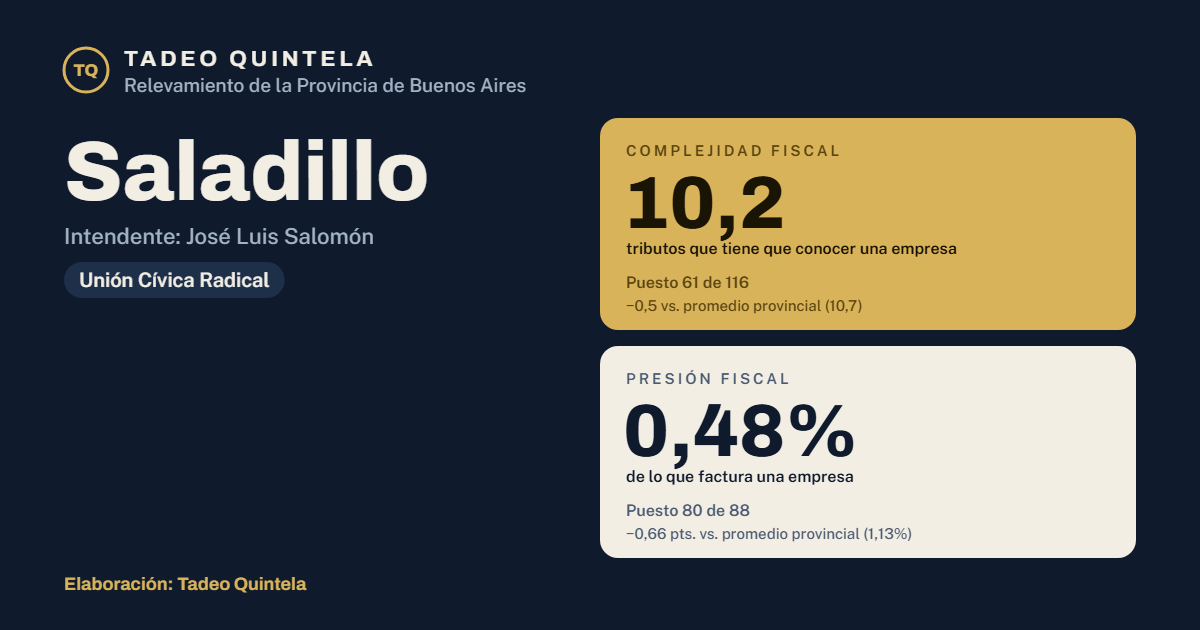 TQ
TADEO QUINTELA
Relevamiento de la Provincia de Buenos Aires
Saladillo
Intendente: José Luis Salomón
Unión Cívica Radical
COMPLEJIDAD FISCAL
10,2
tributos que tiene que conocer una empresa
Puesto 61 de 116
−0,5 vs. promedio provincial (10,7)
PRESIÓN FISCAL
0,48%
de lo que factura una empresa
Puesto 80 de 88
−0,66 pts. vs. promedio provincial (1,13%)
Elaboración: Tadeo Quintela